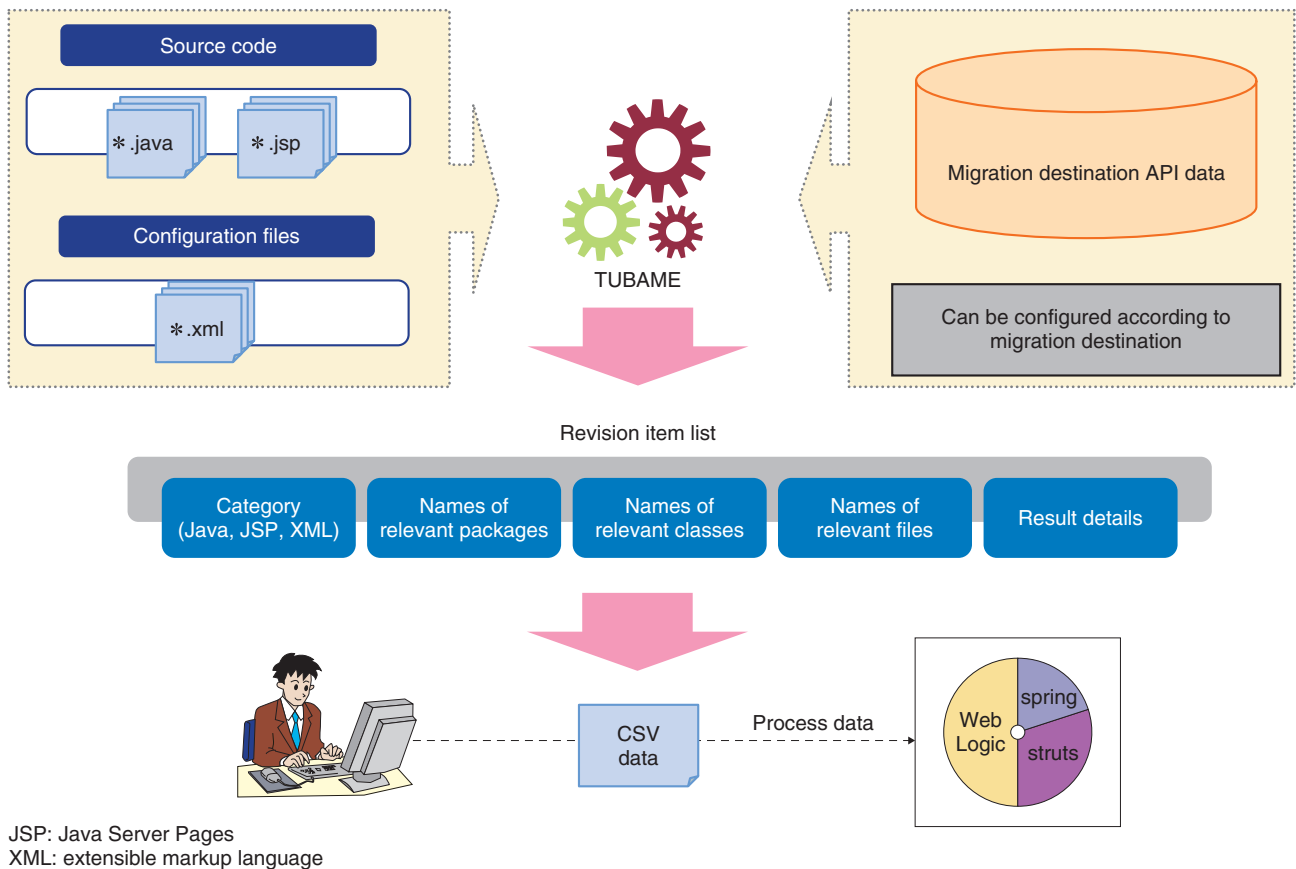 Source code
*.java
*.jsp
Configuration files
*.xml
TUBAME
Migration destination API data
Can be configured according to
migration destination
Revision item list
Category
(Java, JSP, XML)
Names of
relevant packages
Names of
relevant classes
Names of
relevant files
Result details
CSV
data
Process data
Web
Logic
spring
struts
JSP: Java Server Pages
XML: extensible markup language